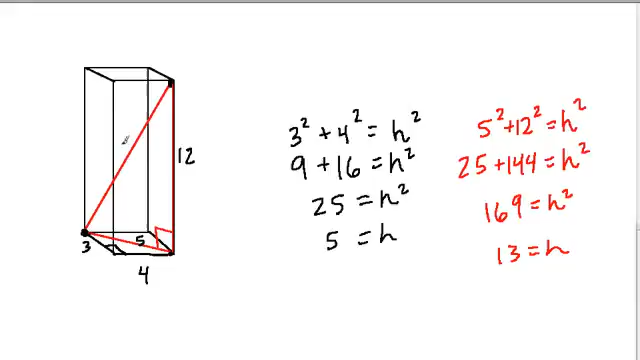 12
3
5
4
3² + 4² = h²
9 + 16 = h²
25 = h²
5 = h
5² + 12² = h²
25 + 144 = h²
169 = h²
13 = h